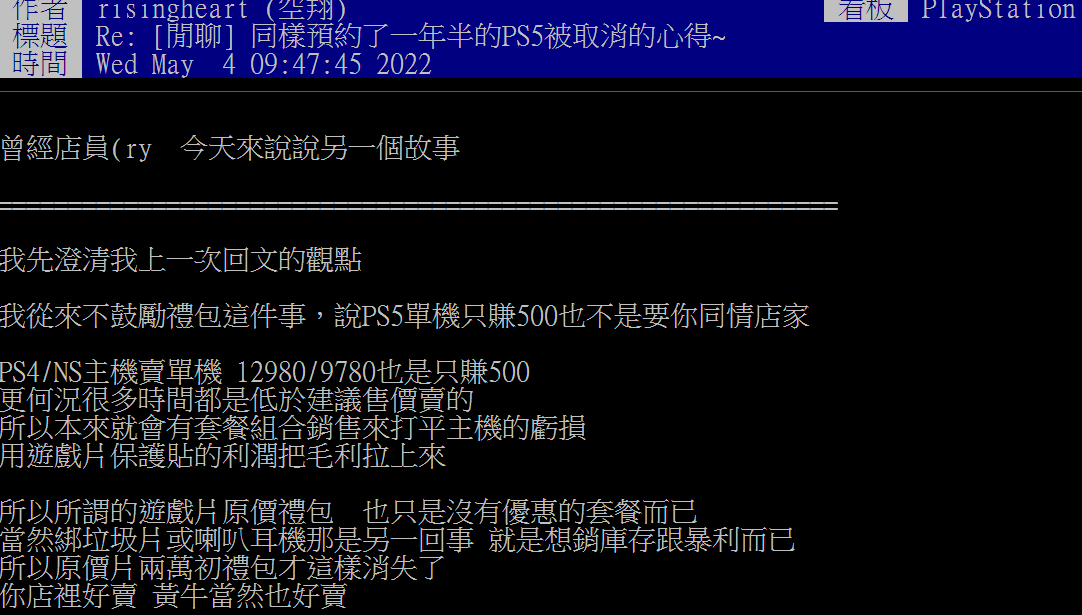 作者 risingheart (空翔) 看板 PlayStation
標題 Re: [閒聊] 同樣預約了一年半的PS5被取消的心得~
時間 Wed May 4 09:47:45 2022
曾經店員(ry 今天來說說另一個故事
我先澄清我上一次回文的觀點
我從來不鼓勵禮包這件事，說PS5單機只賺500也不是要你同情店家
PS4/NS主機賣單機 12980/9780也是只賺500
更何況很多時間都是低於建議售價賣的
所以本來就會有套餐組合銷售來打平主機的虧損
用遊戲片保護貼的利潤把毛利拉上來
所以所謂的遊戲片原價禮包 也只是沒有優惠的套餐而已
當然綁垃圾片或喇叭耳機那是另一回事 就是想銷庫存跟暴利而已
所以原價片兩萬初禮包才這樣消失了
你店裡好賣 黃牛當然也好賣